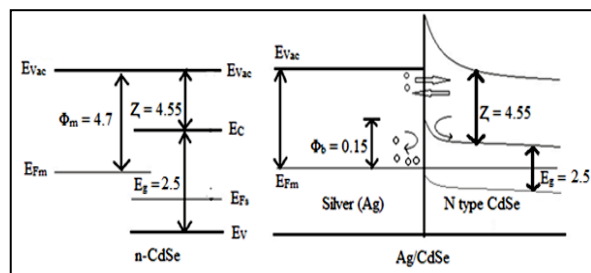 EVac
EVac
Φm = 4.7
ζ = 4.55
EC
EFm
Eg = 2.5
EFs
EV
n-CdSe
EVac
ζ = 4.55
Φb = 0.15
EFm
Eg = 2.5
Silver (Ag)
N type CdSe
Ag/CdSe